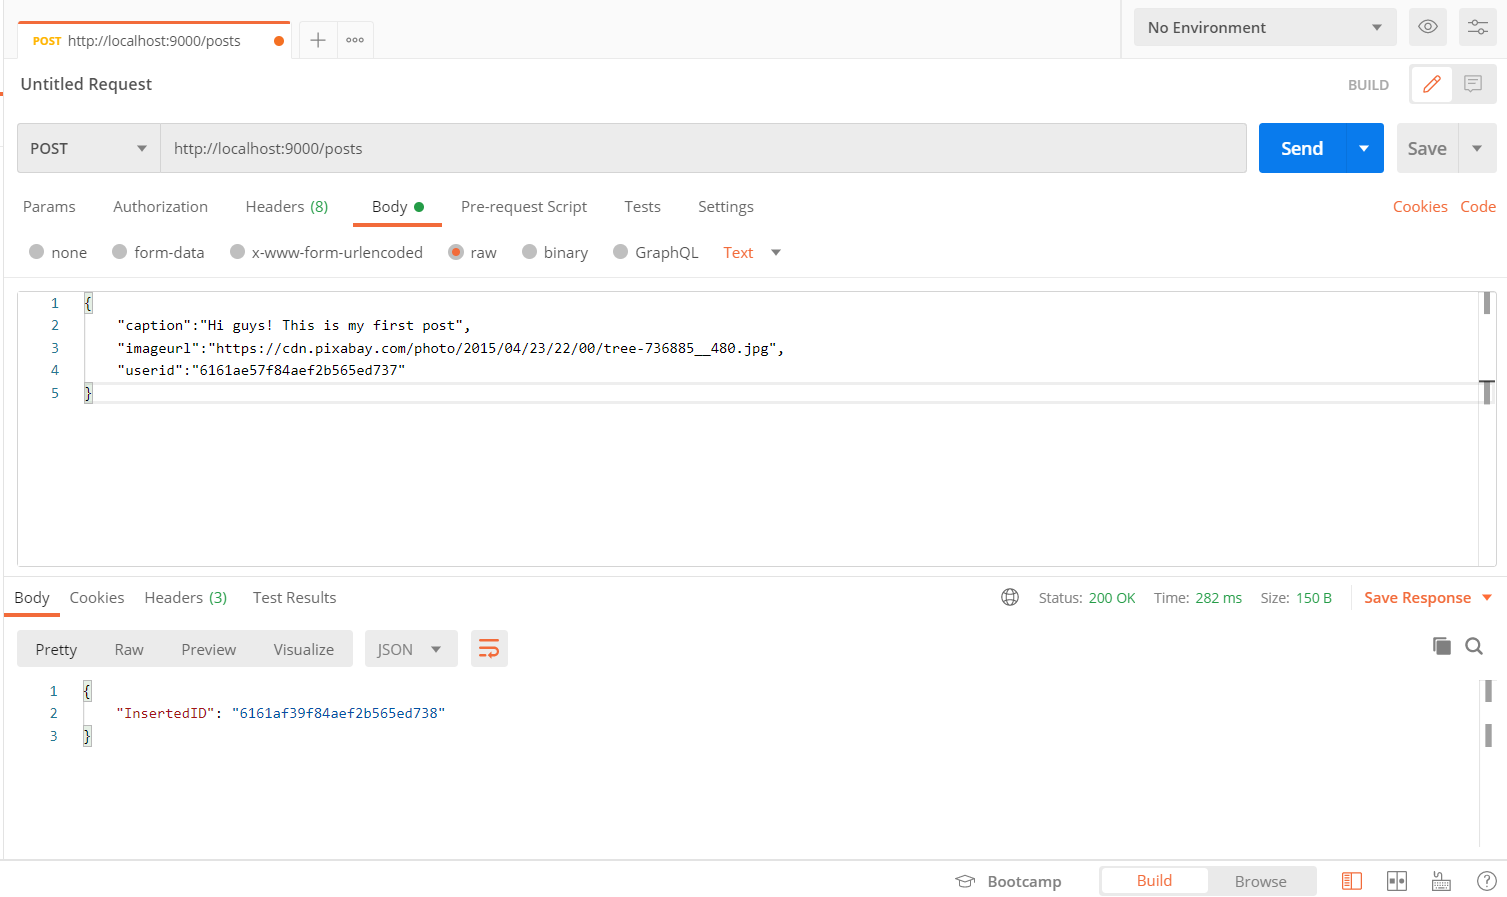 POST http://localhost:9000/posts
No Environment
Untitled Request
BUILD
POST http://localhost:9000/posts Send Save
Params Authorization Headers (8) Body Pre-request Script Tests Settings Cookies Code
none form-data x-www-form-urlencoded raw binary GraphQL Text
1 {
2 "caption":"Hi guys! This is my first post",
3 "imageurl":"https://cdn.pixabay.com/photo/2015/04/23/22/00/tree-736885__480.jpg",
4 "userid":"6161ae57f84aef2b565ed737"
5 }
Body Cookies Headers (3) Test Results Status: 200 OK Time: 282 ms Size: 150 B Save Response
Pretty Raw Preview Visualize JSON
1 {
2 "InsertedID": "6161af39f84aef2b565ed738"
3 }
Bootcamp Build Browse